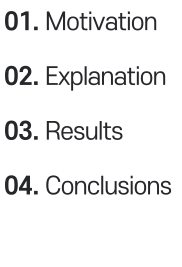 01. Motivation
02. Explanation
03. Results
04. Conclusions